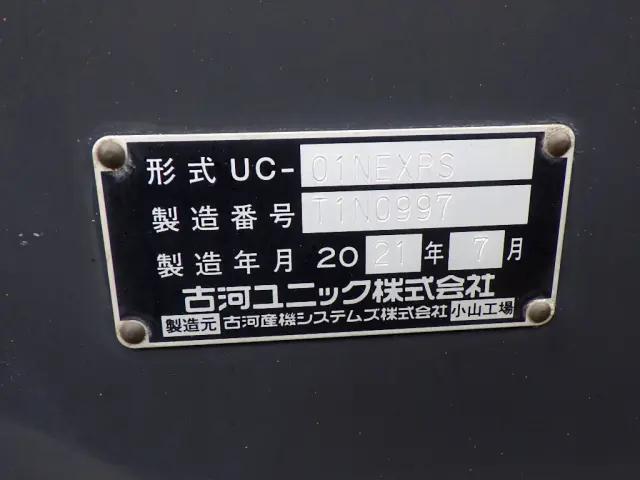 形式 UC-01NEXPS
製造番号 T1N0997
製造年月 2021年7月
古河ユニック株式会社
製造元 古河産機システムズ株式会社 小山工場